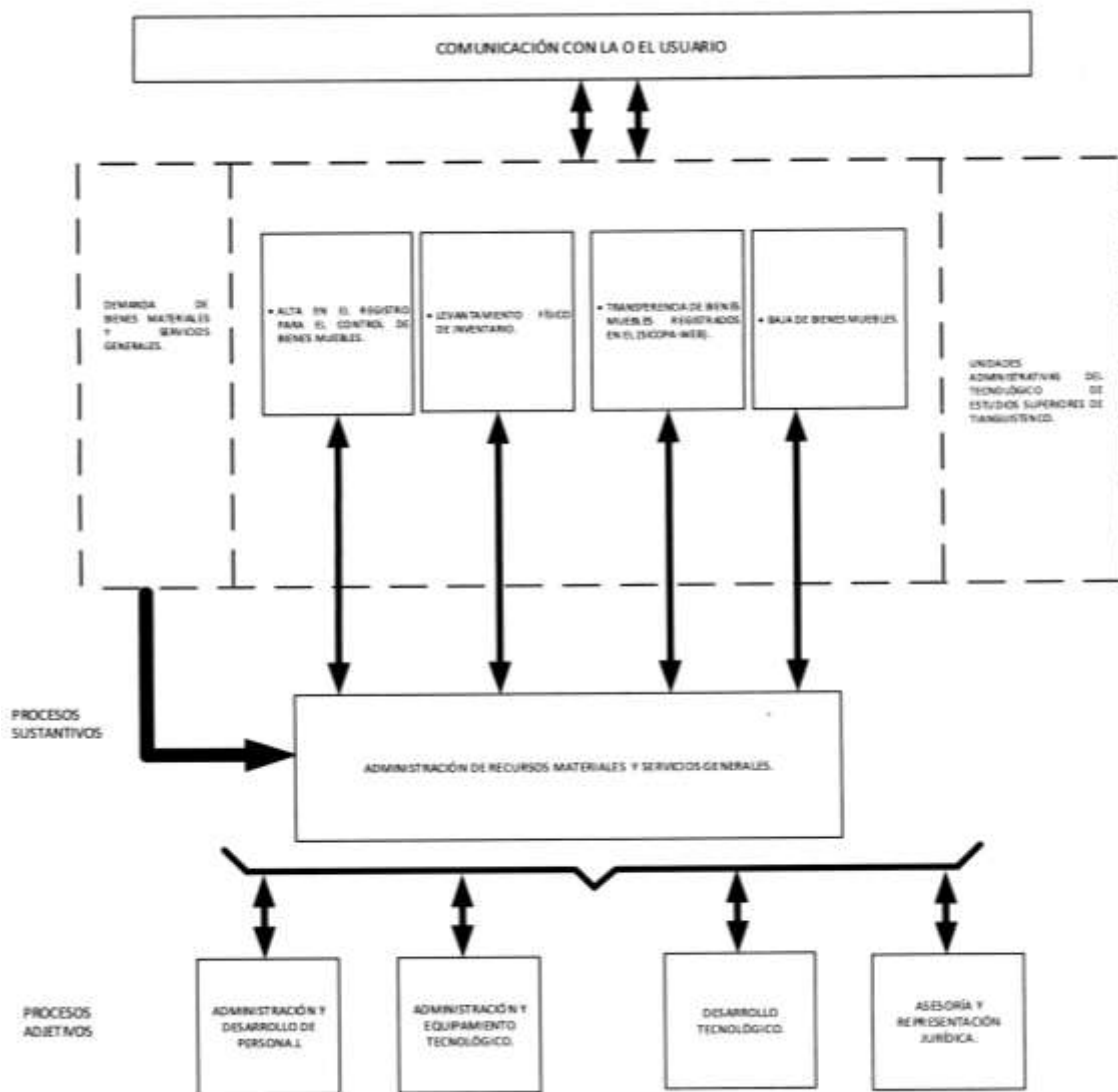 COMUNICACIÓN CON LA O EL USUARIO
DEMANDA DE
BIENES MATERIALES
Y SERVICIOS
GENERALES.
• ALTA EN EL REGISTRO
PARA EL CONTROL DE
BIENES MUEBLES.
• LEVANTAMIENTO FÍSICO
DE INVENTARIO.
• TRANSFERENCIA DE BIENES
MUEBLES REGISTRADOS
EN EL (SICOPA-WEB).
• BAJA DE BIENES MUEBLES.
UNIDADES
ADMINISTRATIVAS DEL
TECNOLÓGICO DE
ESTUDIOS SUPERIORES DE
TIANGUISTENCO.
PROCESOS
SUSTANTIVOS
ADMINISTRACIÓN DE RECURSOS MATERIALES Y SERVICIOS GENERALES.
PROCESOS
ADJETIVOS
ADMINISTRACIÓN Y
DESARROLLO DE
PERSONA.L
ADMINISTRACIÓN Y
EQUIPAMIENTO
TECNOLÓGICO.
DESARROLLO
TECNOLÓGICO.
ASESORÍA Y
REPRESENTACIÓN
JURÍDICA.